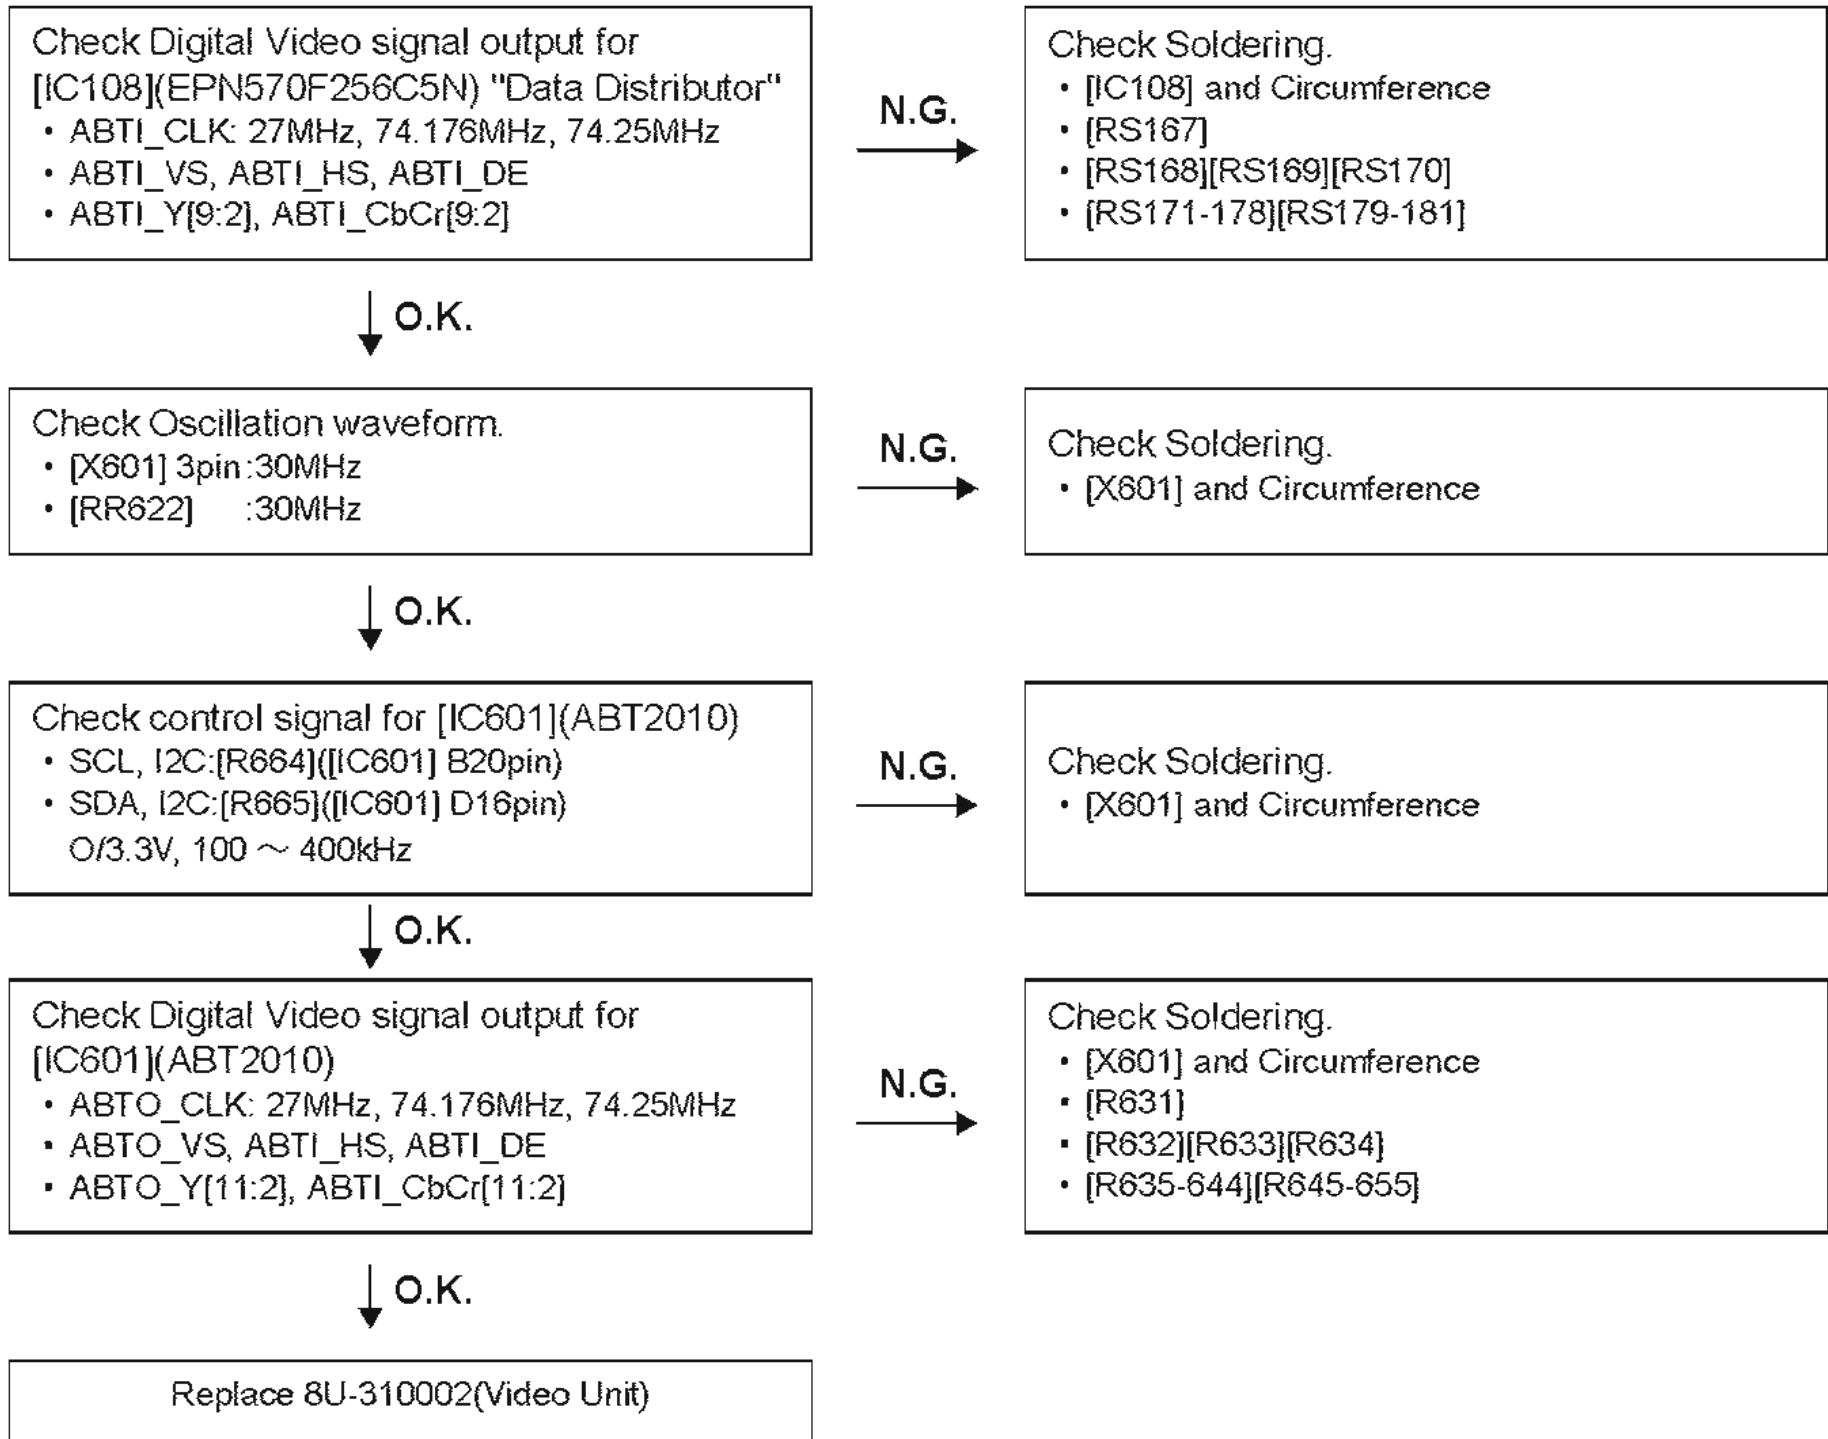 Check Digital Video signal output for
[IC108](EPN570F256C5N) "Data Distributor"
・ABTI_CLK: 27MHz, 74.176MHz, 74.25MHz
・ABTI_VS, ABTI_HS, ABTI_DE
・ABTI_Y[9:2], ABTI_CbCr[9:2]
N.G.
Check Soldering.
・[IC108] and Circumference
・[RS167]
・[RS168][RS169][RS170]
・[RS171-178][RS179-181]
O.K.
Check Oscillation waveform.
・[X601] 3pin :30MHz
・[RR622] :30MHz
N.G.
Check Soldering.
・[X601] and Circumference
O.K.
Check control signal for [IC601](ABT2010)
・SCL, I2C:[R664]([IC601] B20pin)
・SDA, I2C:[R665]([IC601] D16pin)
O/3.3V, 100 ～ 400kHz
N.G.
Check Soldering.
・[X601] and Circumference
O.K.
Check Digital Video signal output for
[IC601](ABT2010)
・ABTO_CLK: 27MHz, 74.176MHz, 74.25MHz
・ABTO_VS, ABTI_HS, ABTI_DE
・ABTO_Y[11:2], ABTI_CbCr[11:2]
N.G.
Check Soldering.
・[X601] and Circumference
・[R631]
・[R632][R633][R634]
・[R635-644][R645-655]
O.K.
Replace 8U-310002(Video Unit)